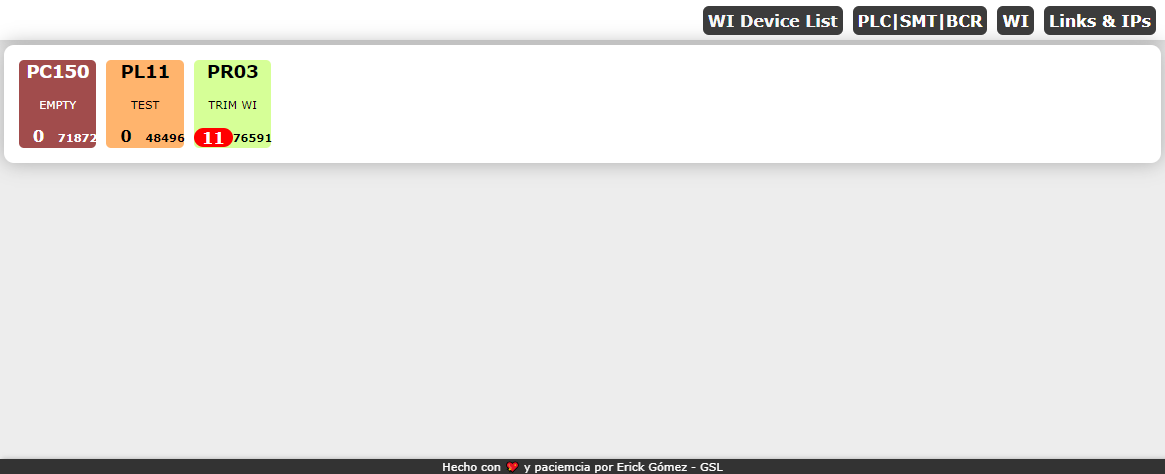 WI Device List PLC|SMT|BCR WI Links & IPs
PC150 PL11 PR03
EMPTY TEST TRIM WI
0 71872 0 48496 11 76591
Hecho con y paciemcia por Erick Gómez - GSL